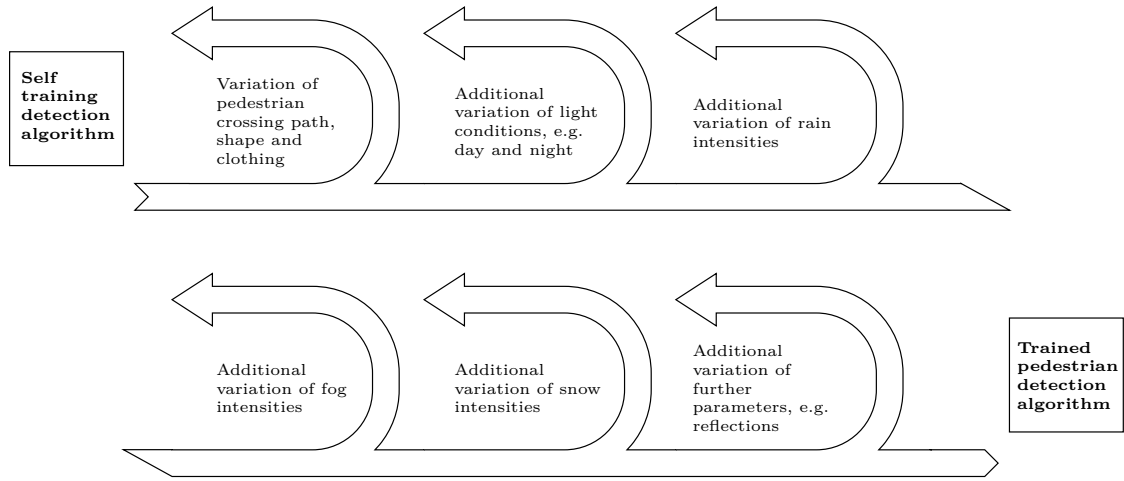 Self
training
detection
algorithm
Variation of
pedestrian
crossing path,
shape and
clothing
Additional
variation of light
conditions, e.g.
day and night
Additional
variation of rain
intensities
Additional
variation of fog
intensities
Additional
variation of snow
intensities
Additional
variation of
further
parameters, e.g.
reflections
Trained
pedestrian
detection
algorithm